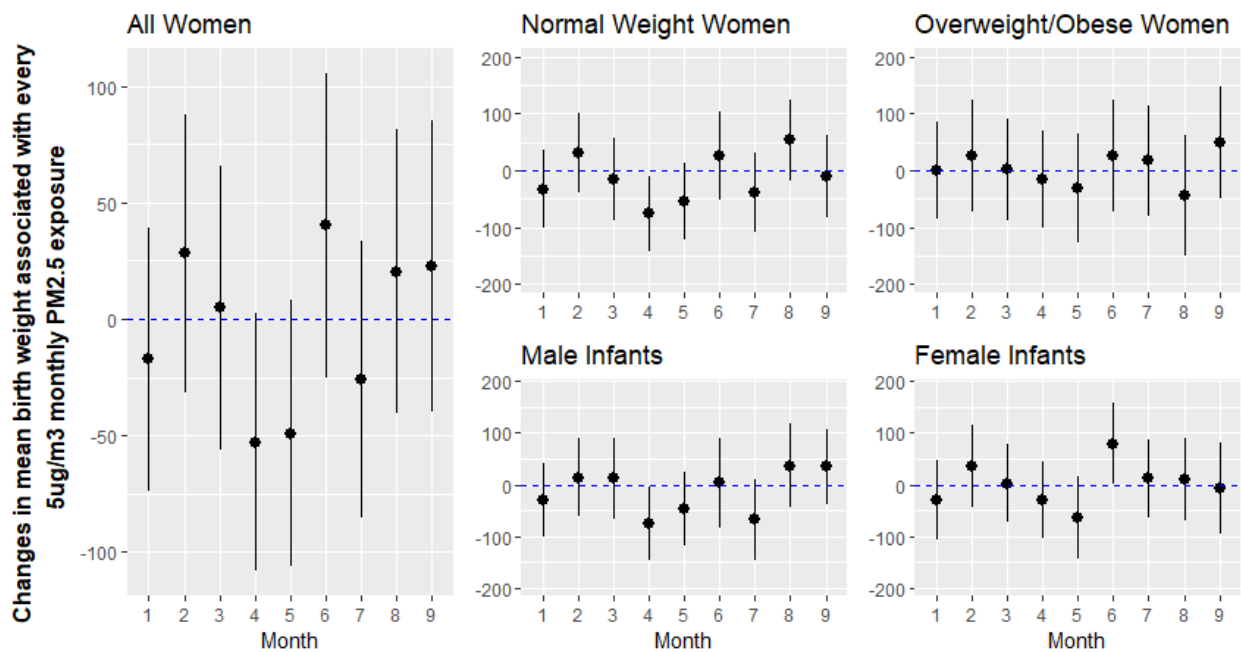 Changes in mean birth weight associated with every
5ug/m3 monthly PM2.5 exposure
All Women
100
50
0
-50
-100
1 2 3 4 5 6 7 8 9
Month
Normal Weight Women
200
100
0
-100
-200
1 2 3 4 5 6 7 8 9
Overweight/Obese Women
200
100
0
-100
-200
1 2 3 4 5 6 7 8 9
Male Infants
200
100
0
-100
-200
1 2 3 4 5 6 7 8 9
Month
Female Infants
200
100
0
-100
-200
1 2 3 4 5 6 7 8 9
Month